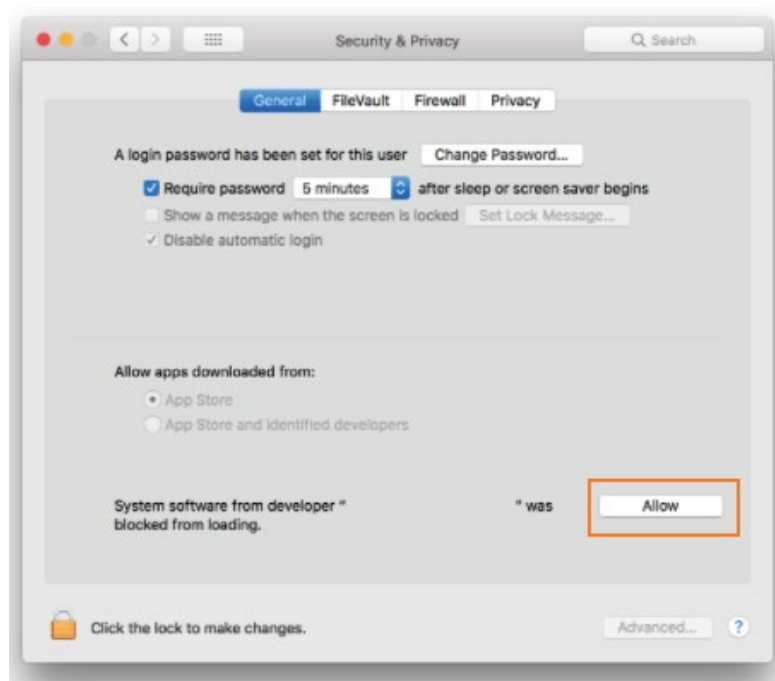 Security & Privacy
Search
General FileVault Firewall Privacy
A login password has been set for this user Change Password...
Require password 5 minutes after sleep or screen saver begins
Show a message when the screen is locked Set Lock Message...
Disable automatic login
Allow apps downloaded from:
App Store
App Store and identified developers
System software from developer “ ” was Allow
blocked from loading.
Click the lock to make changes. Advanced... ?